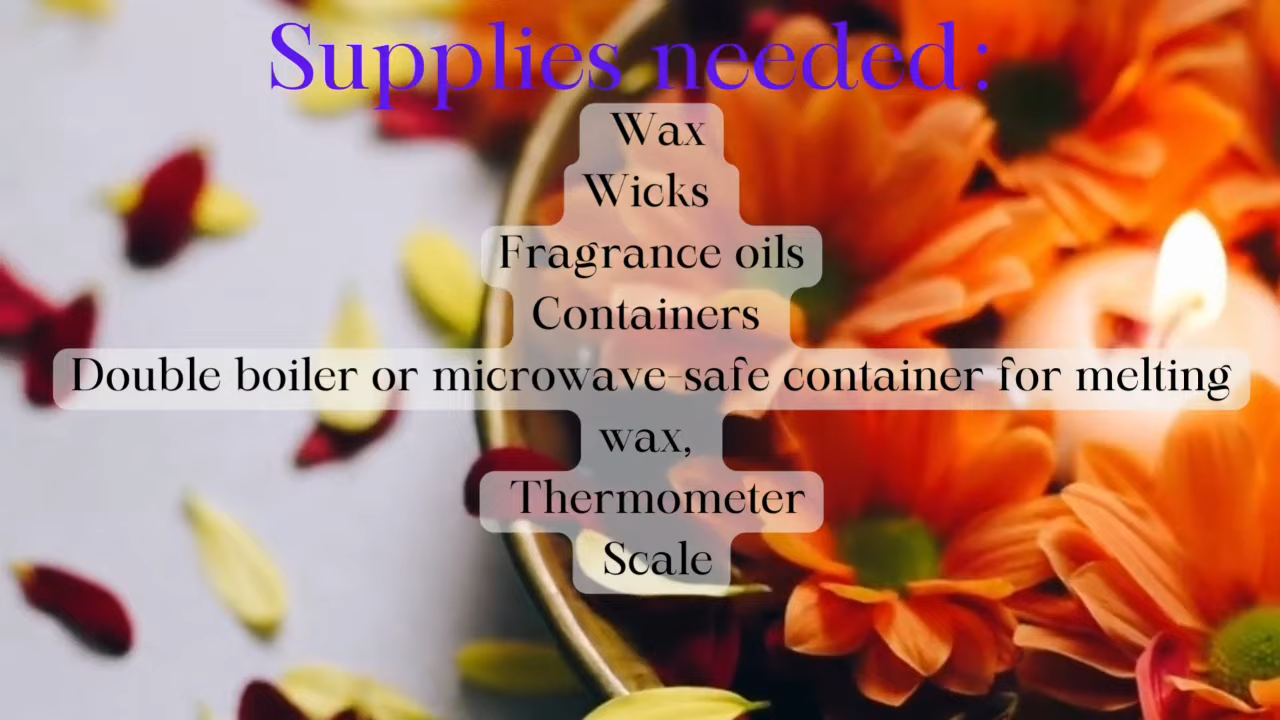 Supplies needed:
Wax
Wicks
Fragrance oils
Containers
Double boiler or microwave-safe container for melting
wax,
Thermometer
Scale